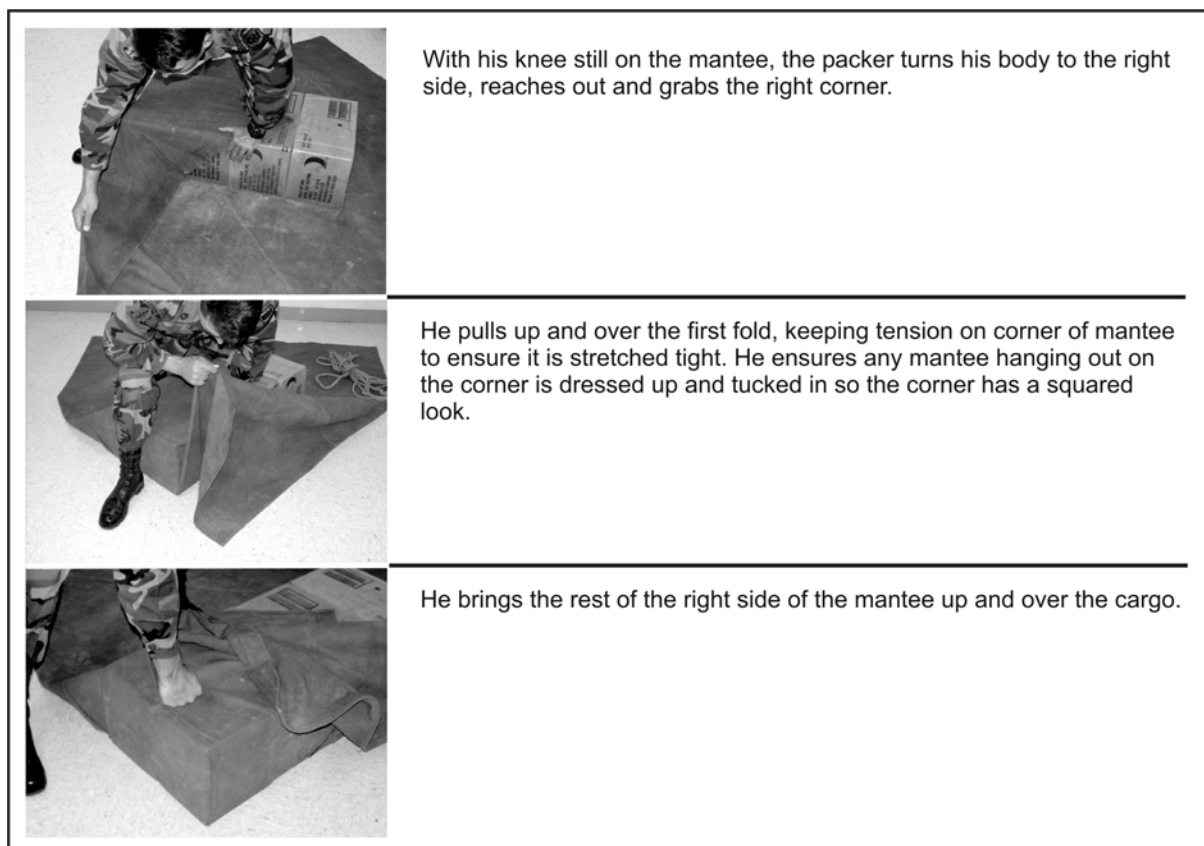 With his knee still on the mantee, the packer turns his body to the right
side, reaches out and grabs the right corner.
He pulls up and over the first fold, keeping tension on corner of mantee
to ensure it is stretched tight. He ensures any mantee hanging out on
the corner is dressed up and tucked in so the corner has a squared
look.
He brings the rest of the right side of the mantee up and over the cargo.